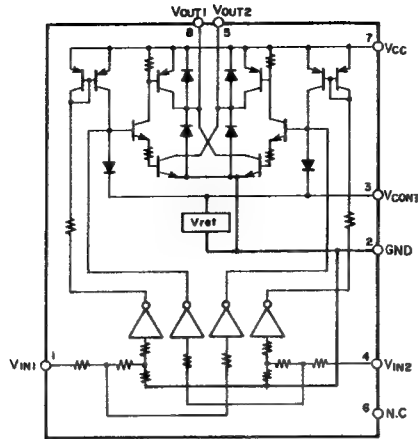 VOUT1 VOUT2
8 5
7 VCC
3 VCONT
Vref
2 GND
VIN1 1
4 VIN2
6 N.C